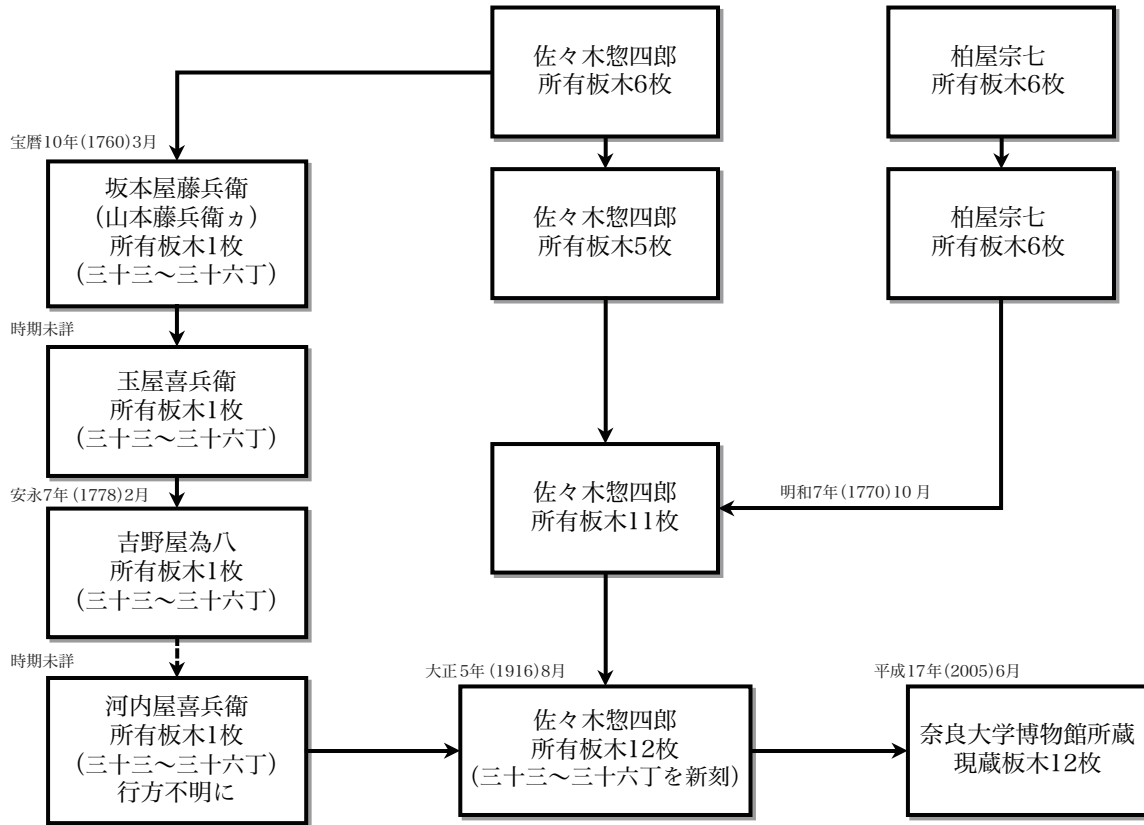 佐々木惣四郎
所有板木6枚
柏屋宗七
所有板木6枚
宝暦10年(1760)3月
坂本屋藤兵衛
(山本藤兵衛ヵ)
所有板木1枚
(三十三〜三十六丁)
佐々木惣四郎
所有板木5枚
柏屋宗七
所有板木6枚
時期未詳
玉屋喜兵衛
所有板木1枚
(三十三〜三十六丁)
安永7年(1778)2月
吉野屋為八
所有板木1枚
(三十三〜三十六丁)
佐々木惣四郎
所有板木11枚
明和7年(1770)10月
時期未詳
河内屋喜兵衛
所有板木1枚
(三十三〜三十六丁)
行方不明に
大正5年(1916)8月
佐々木惣四郎
所有板木12枚
(三十三〜三十六丁を新刻)
平成17年(2005)6月
奈良大学博物館所蔵
現蔵板木12枚